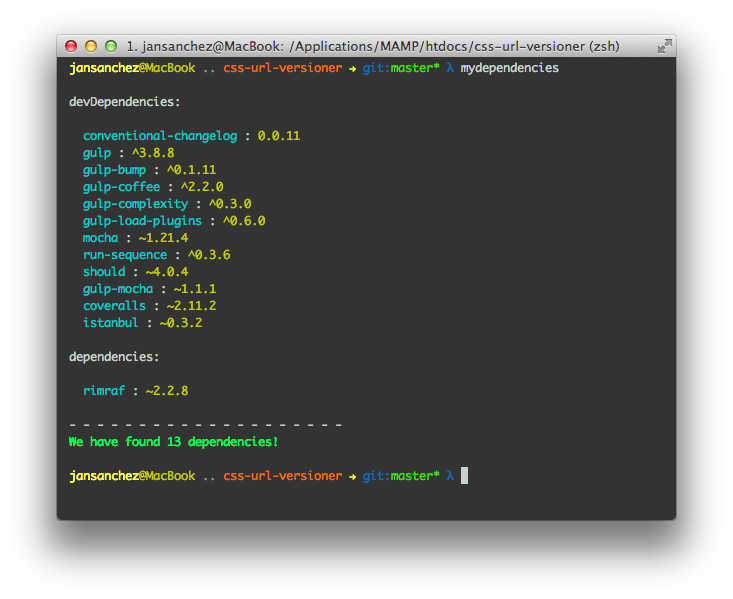 1. jansanchez@MacBook: /Applications/MAMP/htdocs/css-url-versioner (zsh)
jansanchez@MacBook .. css-url-versioner → git:master* λ mydependencies
devDependencies:
conventional-changelog : 0.0.11
gulp : ^3.8.8
gulp-bump : ^0.1.11
gulp-coffee : ^2.2.0
gulp-complexity : ^0.3.0
gulp-load-plugins : ^0.6.0
mocha : ~1.21.4
run-sequence : ^0.3.6
should : ~4.0.4
gulp-mocha : ~1.1.1
coveralls : ~2.11.2
istanbul : ~0.3.2
dependencies:
rimraf : ~2.2.8
- - - - - - - - - - - - - - - - - - - -
We have found 13 dependencies!
jansanchez@MacBook .. css-url-versioner → git:master* λ